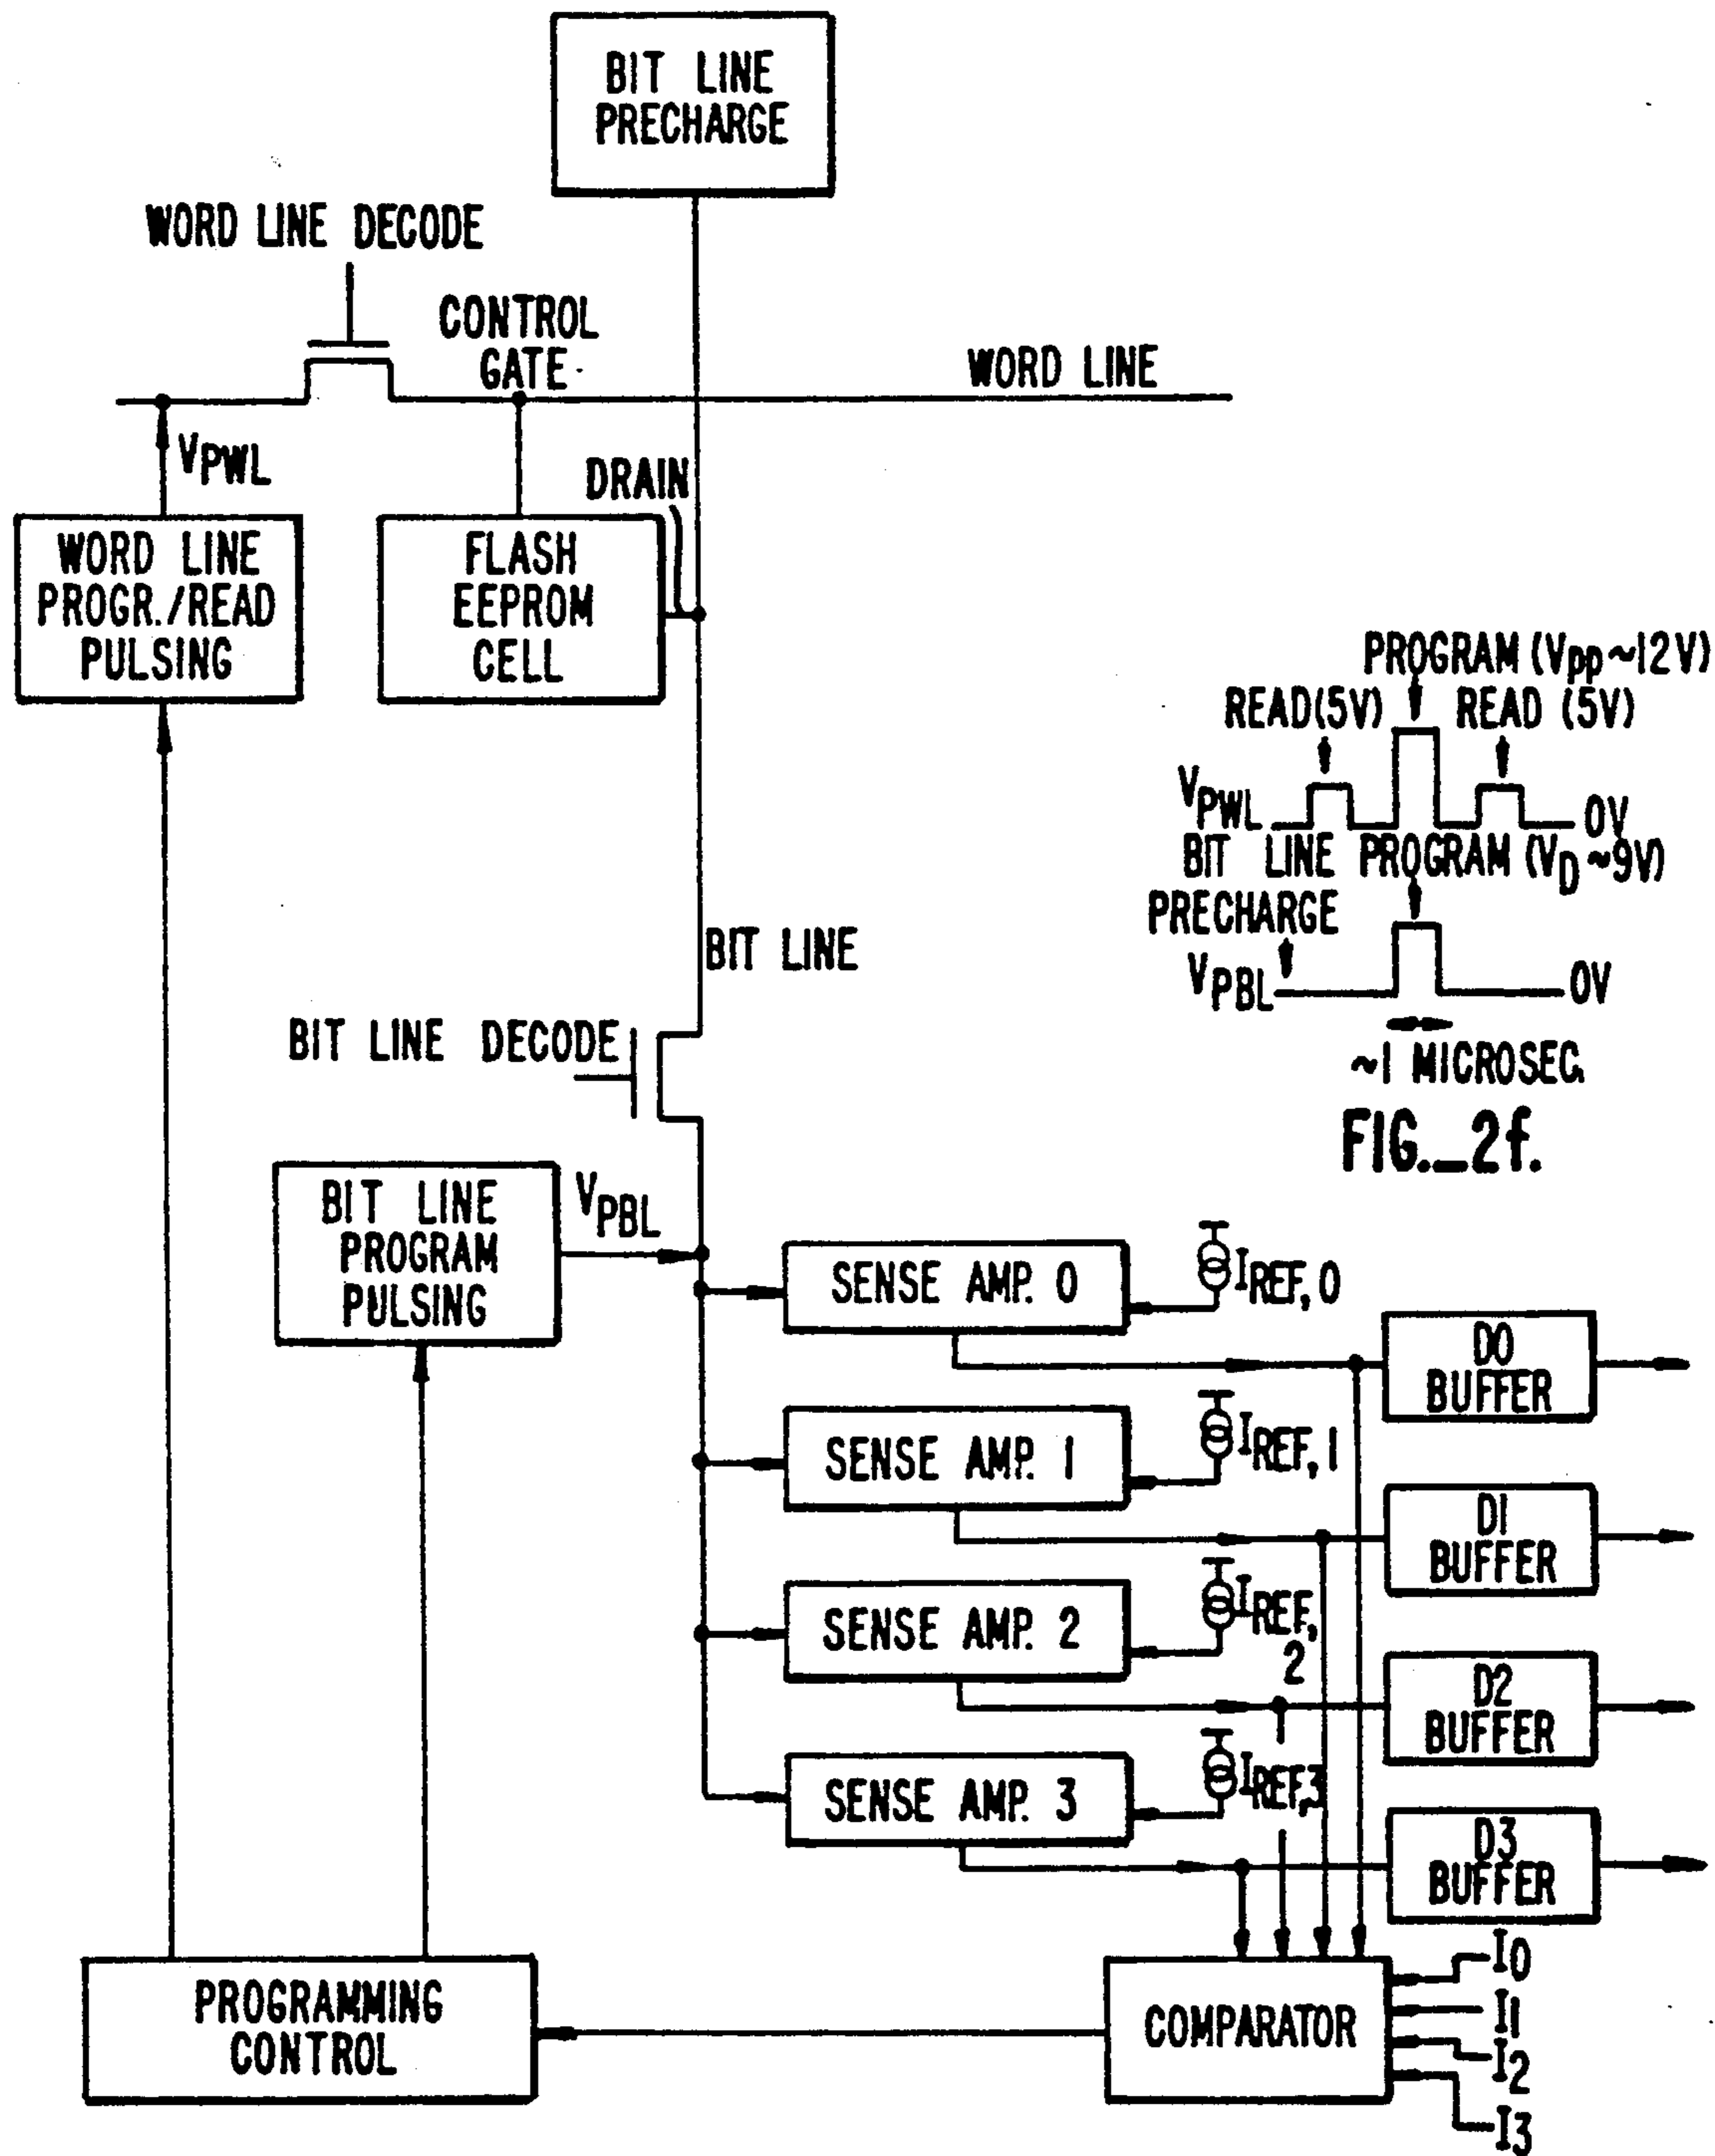 BIT LINE
PRECHARGE
WORD LINE DECODE
CONTROL
GATE
WORD LINE
VPWL
DRAIN
WORD LINE
PROGR./READ
PULSING
FLASH
EEPROM
CELL
PROGRAM (Vpp~12V)
READ(5V) READ (5V)
VPWL 0V
BIT LINE PROGRAM (VD~9V)
PRECHARGE
VPBL 0V
~1 MICROSEC.
FIG._2f.
BIT LINE
BIT LINE DECODE
BIT LINE
PROGRAM
PULSING
VPBL
SENSE AMP. 0
IREF, 0
D0
BUFFER
SENSE AMP. 1
IREF, 1
D1
BUFFER
SENSE AMP. 2
IREF,
2
D2
BUFFER
SENSE AMP. 3
IREF,3
D3
BUFFER
PROGRAMMING
CONTROL
COMPARATOR
I0
I1
I2
I3